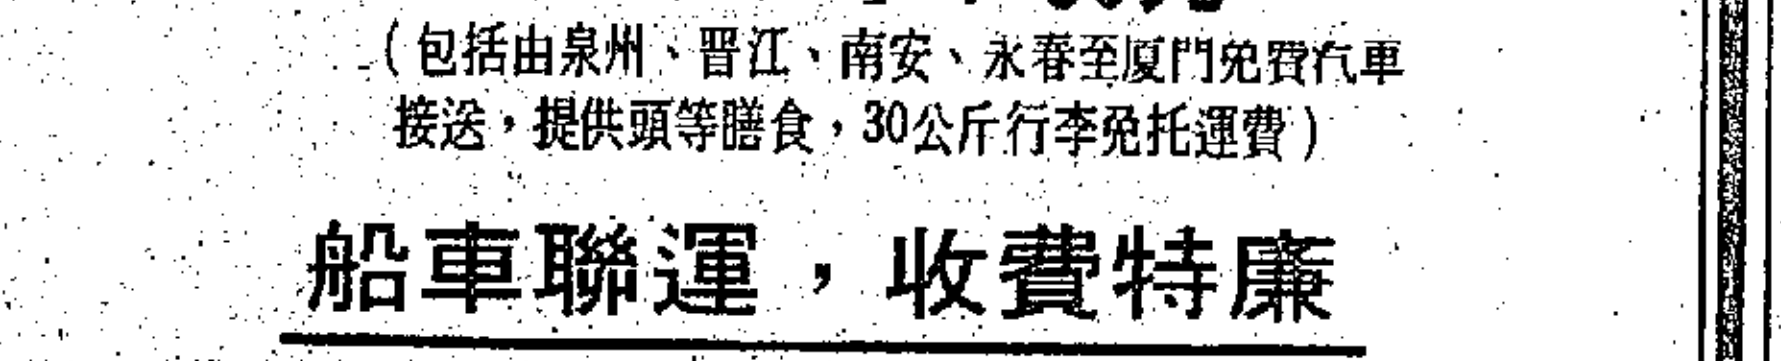 (包括由泉州、晋江、南安、永春至厦門免費汽車
接送，提供頭等膳食，30公斤行李免托運費)
船車聯運，收費特廉